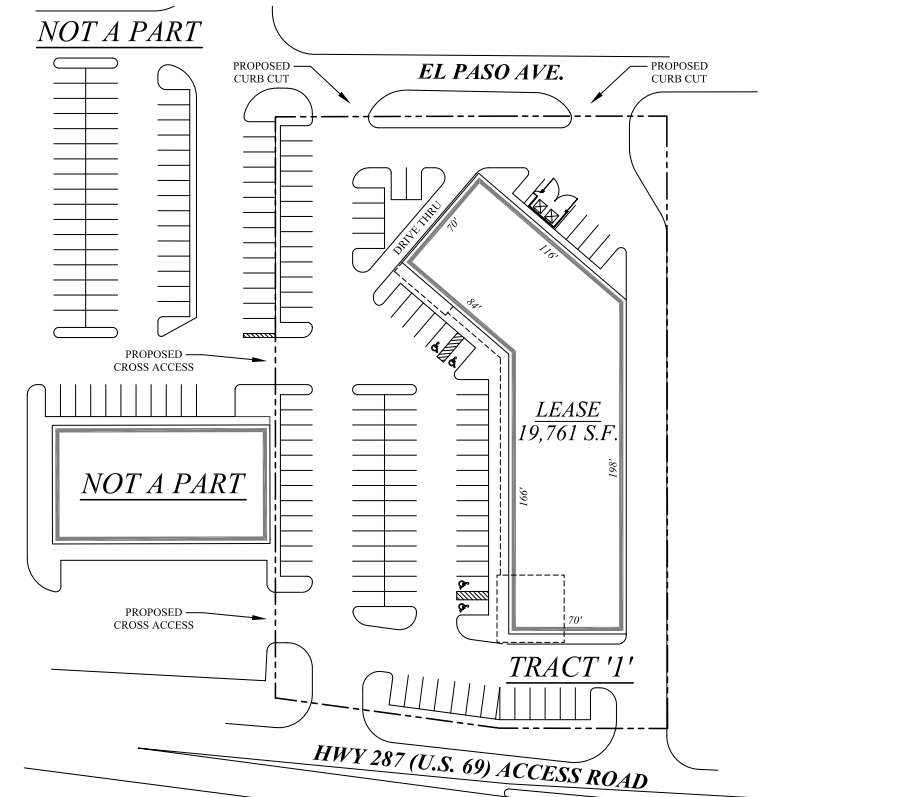 NOT A PART
PROPOSED
CURB CUT
EL PASO AVE.
PROPOSED
CURB CUT
DRIVE THRU
70'
116'
84'
PROPOSED
CROSS ACCESS
LEASE
19,761 S.F.
198'
166'
NOT A PART
PROPOSED
CROSS ACCESS
70'
TRACT '1'
HWY 287 (U.S. 69) ACCESS ROAD